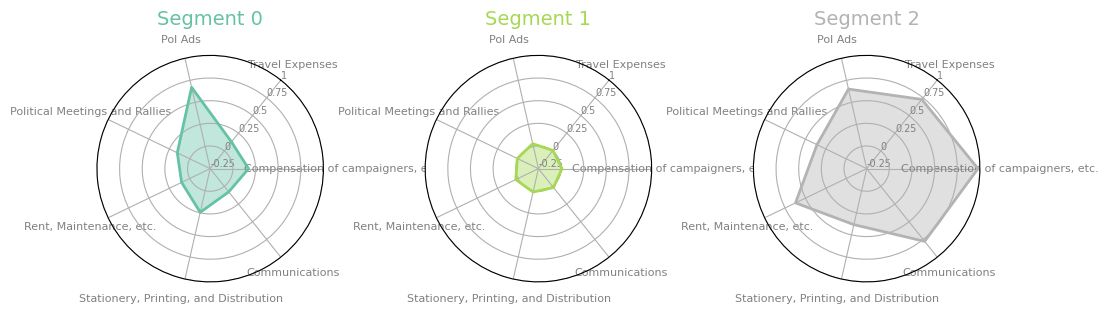 Segment 0
Pol Ads
Travel Expenses
1
0.75
Political Meetings and Rallies
0.5
0.25
0
-0.25
Compensation of campaigners, e
Rent, Maintenance, etc.
Communications
Stationery, Printing, and Distribution
Segment 1
Pol Ads
Travel Expenses
1
0.75
Political Meetings and Rallies
0.5
0.25
0
-0.25
Compensation of campaigners, e
Rent, Maintenance, etc.
Communications
Stationery, Printing, and Distribution
Segment 2
Pol Ads
Travel Expenses
1
0.75
Political Meetings and Rallies
0.5
0.25
0
-0.25
Compensation of campaigners, etc.
Rent, Maintenance, etc.
Communications
Stationery, Printing, and Distribution